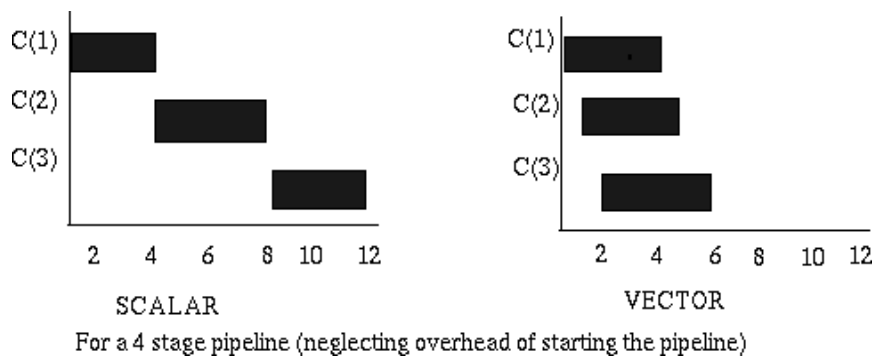 C(1)
C(2)
C(3)
2 4 6 8 10 12
SCALAR
C(1)
C(2)
C(3)
2 4 6 8 10 12
VECTOR
For a 4 stage pipeline (neglecting overhead of starting the pipeline)